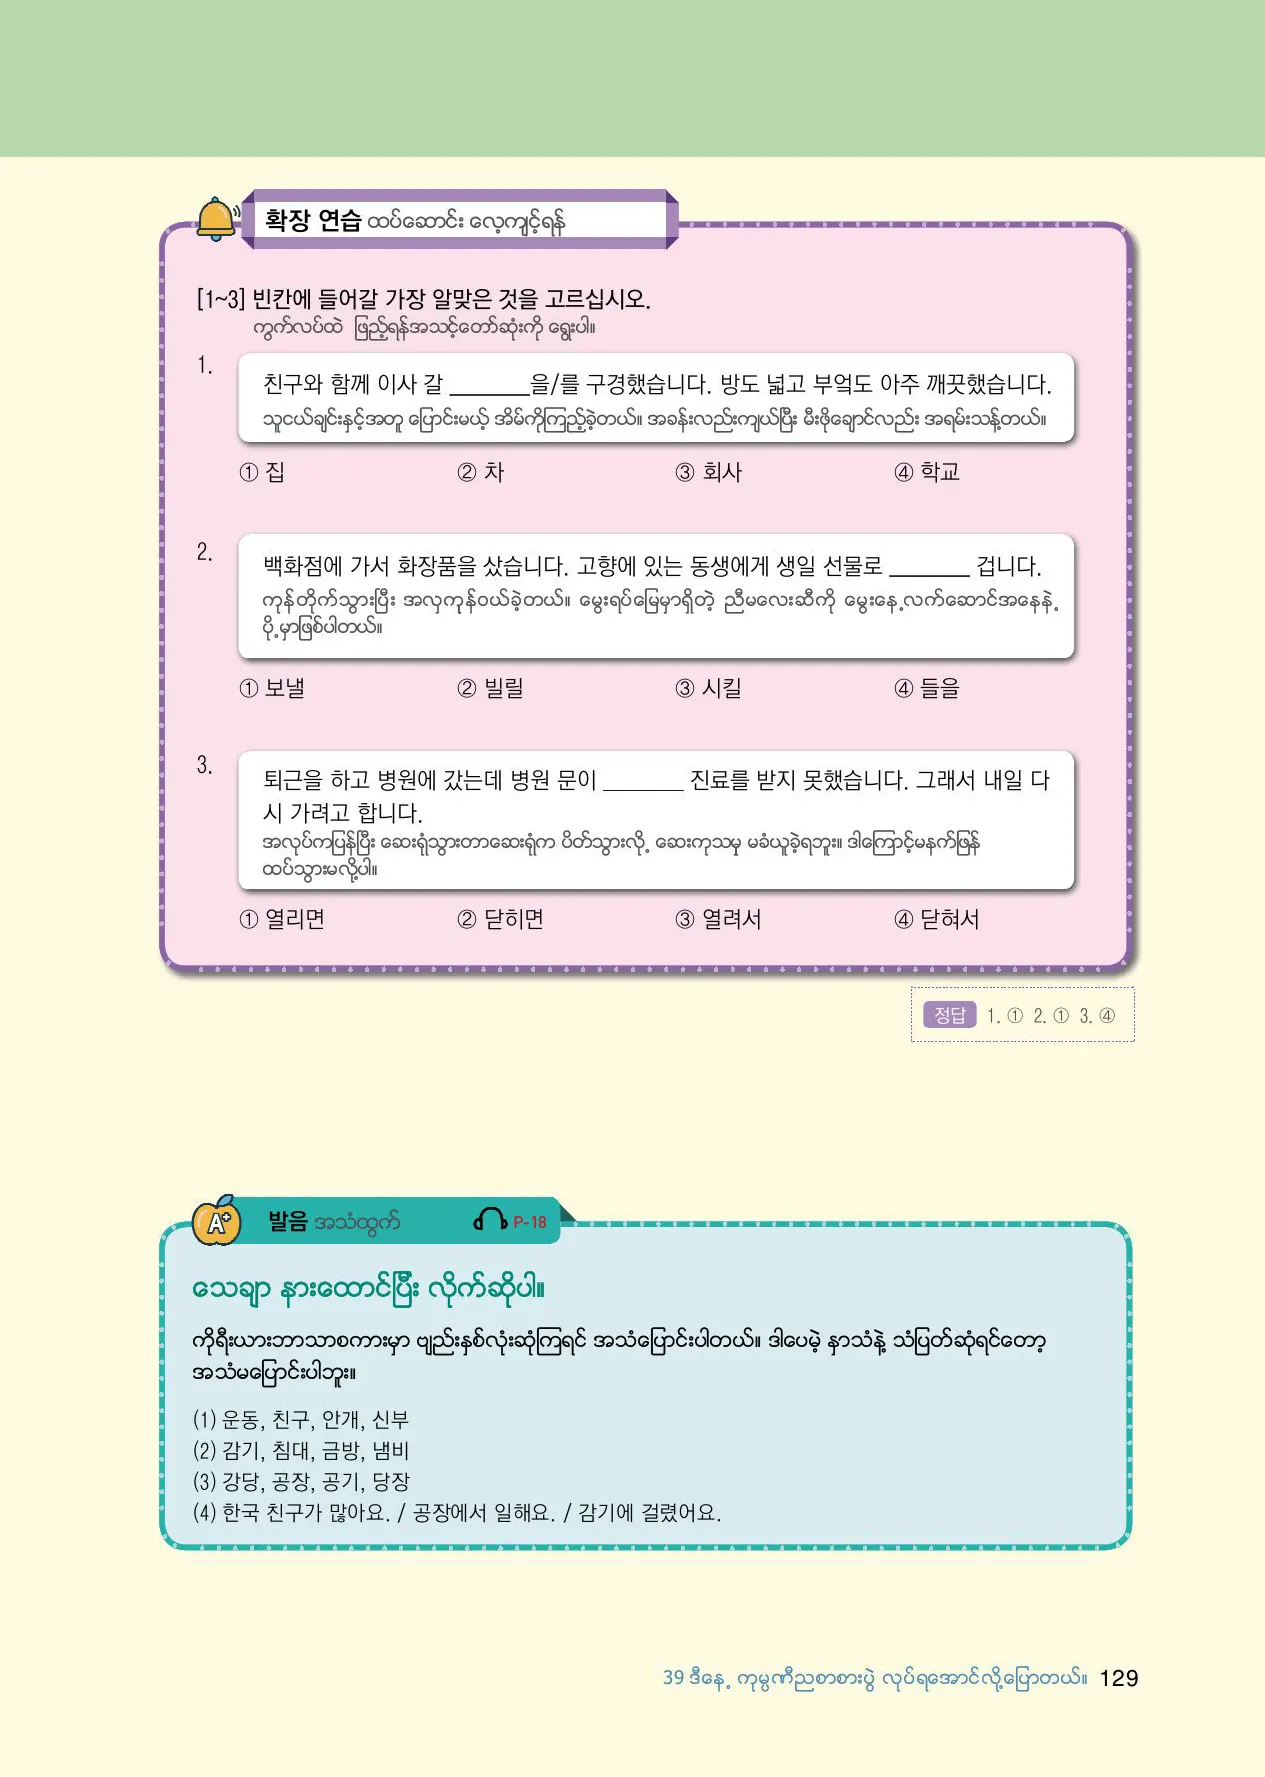 확장 연습 ထပ်ဆောင်း လေ့ကျင့်ရန်
[1~3] 빈칸에 들어갈 가장 알맞은 것을 고르십시오.
ကွက်လပ်ထဲ ဖြည့်ရန်အသင့်တော်ဆုံးကို ရွေးပါ။
1.
친구와 함께 이사 갈 _______을/를 구경했습니다. 방도 넓고 부엌도 아주 깨끗했습니다.
သူငယ်ချင်းနှင့်အတူ ပြောင်းမယ့် အိမ်ကိုကြည့်ခဲ့တယ်။ အခန်းလည်းကျယ်ပြီး မီးဖိုချောင်လည်း အရမ်းသန့်တယ်။
① 집 ② 차 ③ 회사 ④ 학교
2.
백화점에 가서 화장품을 샀습니다. 고향에 있는 동생에게 생일 선물로 _______ 겁니다.
ကုန်တိုက်သွားပြီး အလှကုန်ဝယ်ခဲ့တယ်။ မွေးရပ်မြေမှာရှိတဲ့ ညီမလေးဆီကို မွေးနေ့လက်ဆောင်အနေနဲ့
ပို့မှာဖြစ်ပါတယ်။
① 보낼 ② 빌릴 ③ 시킬 ④ 들을
3.
퇴근을 하고 병원에 갔는데 병원 문이 _______ 진료를 받지 못했습니다. 그래서 내일 다
시 가려고 합니다.
အလုပ်ကပြန်ပြီး ဆေးရုံသွားတာဆေးရုံက ပိတ်သွားလို့ ဆေးကုသမှု မခံယူခဲ့ရဘူး။ ဒါကြောင့်မနက်ဖြန်
ထပ်သွားမလို့ပါ။
① 열리면 ② 닫히면 ③ 열려서 ④ 닫혀서
정답 1. ① 2. ① 3. ④
A+ 발음 အသံထွက် P-18
သေချာ နားထောင်ပြီး လိုက်ဆိုပါ။
ကိုရီးယားဘာသာစကားမှာ ဗျည်းနှစ်လုံးဆုံကြရင် အသံပြောင်းပါတယ်။ ဒါပေမဲ့ နှာသံနဲ့ သံပြတ်ဆုံရင်တော့
အသံမပြောင်းပါဘူး။
(1) 운동, 친구, 안개, 신부
(2) 감기, 침대, 금방, 냄비
(3) 강당, 공장, 공기, 당장
(4) 한국 친구가 많아요. / 공장에서 일해요. / 감기에 걸렸어요.
39 ဒီနေ့ ကုမ္ပဏီညစာစားပွဲ လုပ်ရအောင်လို့ပြောတယ်။ 129